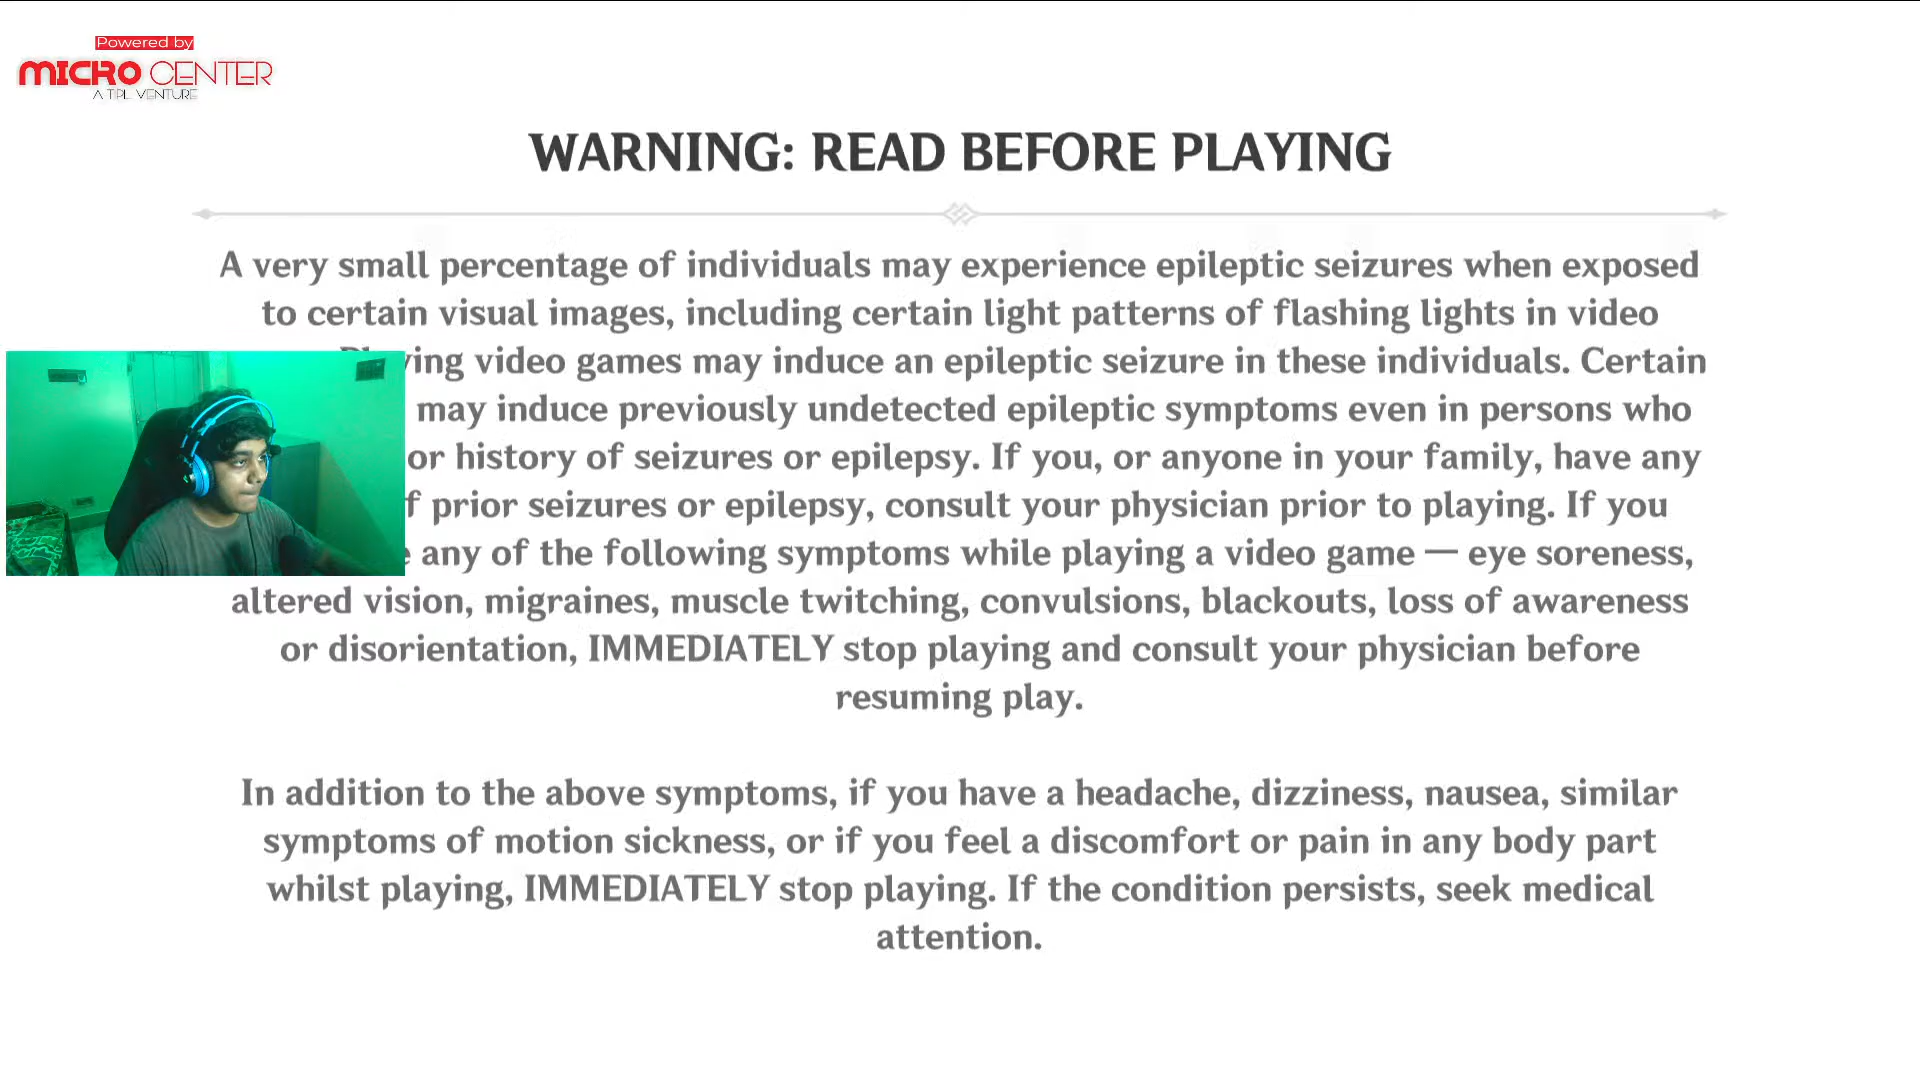 Powered by
MICRO CENTER
A TPL VENTURE
WARNING: READ BEFORE PLAYING
A very small percentage of individuals may experience epileptic seizures when exposed
to certain visual images, including certain light patterns of flashing lights in video
video games may induce an epileptic seizure in these individuals. Certain
may induce previously undetected epileptic symptoms even in persons who
or history of seizures or epilepsy. If you, or anyone in your family, have any
prior seizures or epilepsy, consult your physician prior to playing. If you
any of the following symptoms while playing a video game — eye soreness,
altered vision, migraines, muscle twitching, convulsions, blackouts, loss of awareness
or disorientation, IMMEDIATELY stop playing and consult your physician before
resuming play.
In addition to the above symptoms, if you have a headache, dizziness, nausea, similar
symptoms of motion sickness, or if you feel a discomfort or pain in any body part
whilst playing, IMMEDIATELY stop playing. If the condition persists, seek medical
attention.